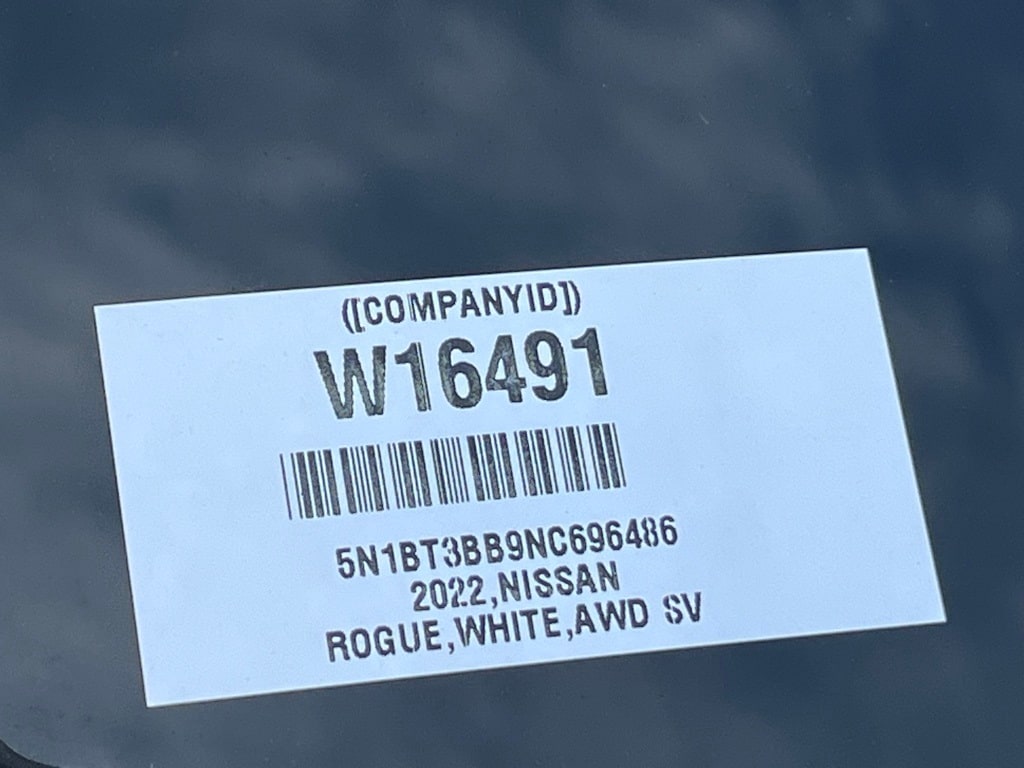 ([COMPANYID])
W16491
5N1BT3BB9NC696486
2022,NISSAN
ROGUE,WHITE,AWD SV